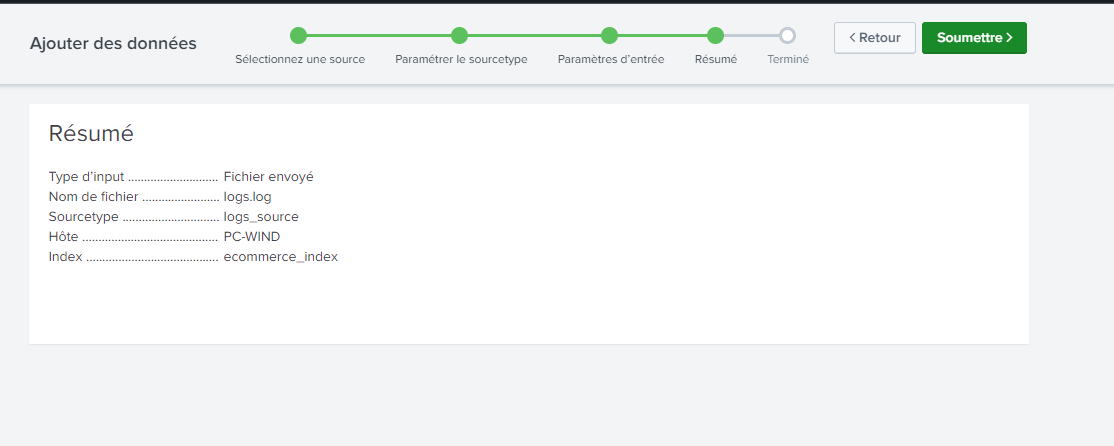 Ajouter des données
Sélectionnez une source
Paramétrer le sourcetype
Paramètres d'entrée
Résumé
Terminé
< Retour
Soumettre >
Résumé
Type d'input ............................ Fichier envoyé
Nom de fichier ........................ logs.log
Sourcetype .............................. logs_source
Hôte .......................................... PC-WIND
Index ......................................... ecommerce_index